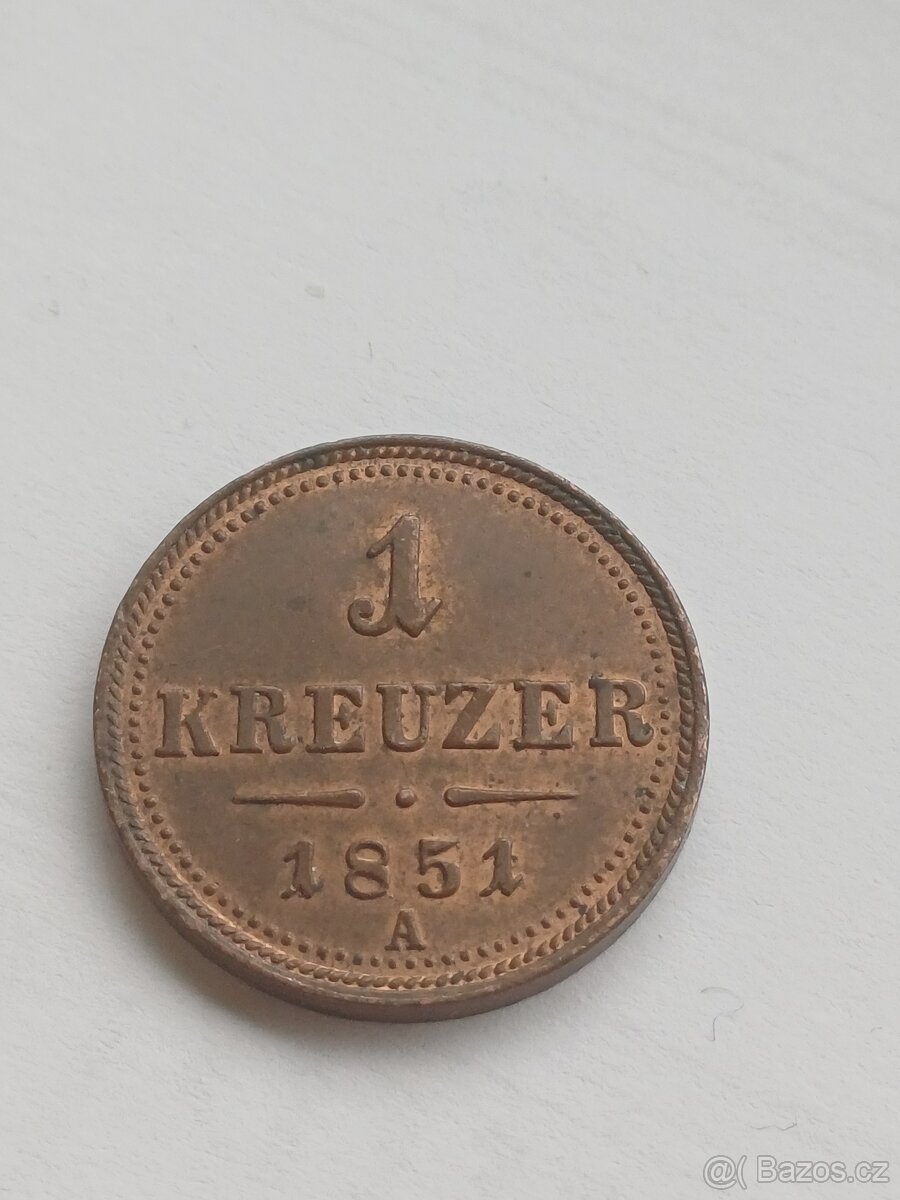 1
KREUZER
1851
A
@( Bazos.cz